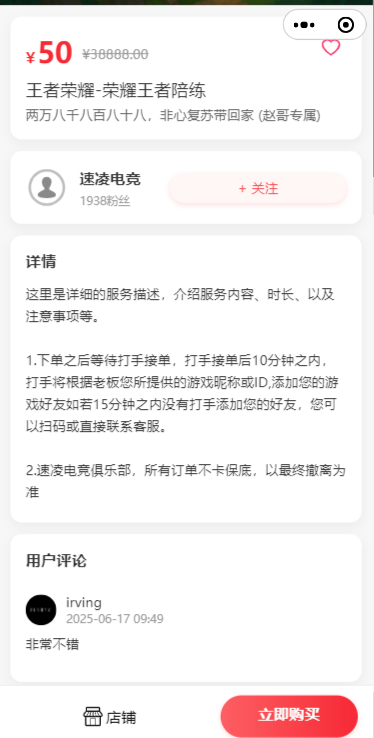 ¥50 ¥38888.00
王者荣耀-荣耀王者陪练
两万八千八百八十八，非心复苏带回家 (赵哥专属)
速凌电竞
1938粉丝
+ 关注
详情
这里是详细的服务描述，介绍服务内容、时长、以及
注意事项等。
1.下单之后等待打手接单，打手接单后10分钟之内，
打手将根据老板您所提供的游戏昵称或ID,添加您的游
戏好友如若15分钟之内没有打手添加您的好友，您可
以扫码或直接联系客服。
2.速凌电竞俱乐部，所有订单不卡保底，以最终撤离为
准
用户评论
irving
2025-06-17 09:49
非常不错
店铺
立即购买